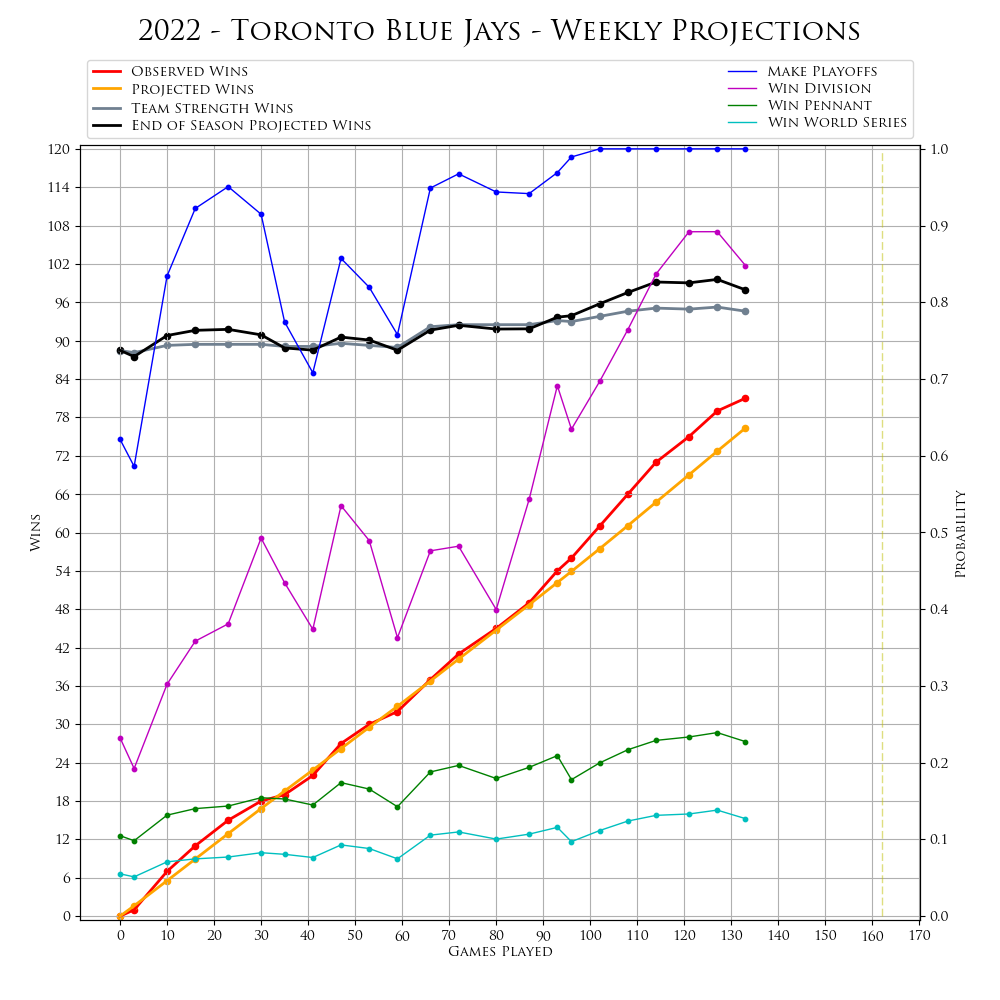 2022 - Toronto Blue Jays - Weekly Projections
Observed Wins
Projected Wins
Team Strength Wins
End of Season Projected Wins
Make Playoffs
Win Division
Win Pennant
Win World Series
120
114
108
102
96
90
84
78
72
66
60
54
48
42
36
30
24
18
12
6
0
Wins
1.0
0.9
0.8
0.7
0.6
0.5
0.4
0.3
0.2
0.1
0.0
Probability
0 10 20 30 40 50 60 70 80 90 100 110 120 130 140 150 160 170
Games Played